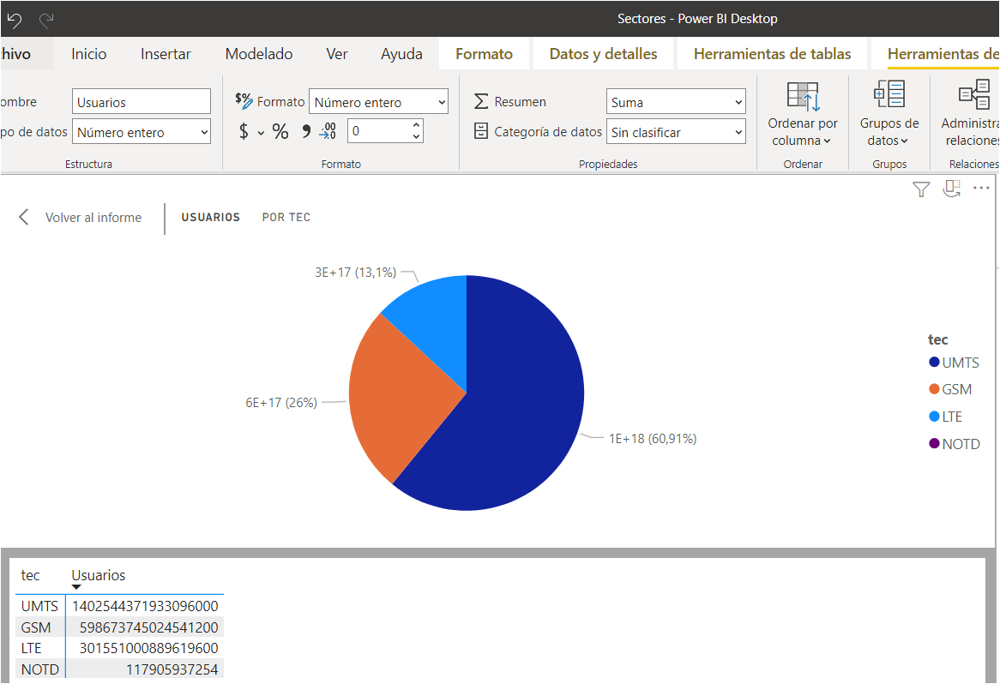 Sectores - Power BI Desktop
hivo Inicio Insertar Modelado Ver Ayuda Formato Datos y detalles Herramientas de tablas Herramientas de
ombre Usuarios $% Formato Número entero Σ Resumen Suma
po de datos Número entero $ % , .00 0 Categoría de datos Sin clasificar
Ordenar por columna
Grupos de datos
Administra relacione
Estructura Formato Propiedades Ordenar Grupos Relaciones
Volver al informe USUARIOS POR TEC
3E+17 (13,1%)
6E+17 (26%)
1E+18 (60,91%)
tec
UMTS
GSM
LTE
NOTD
tec Usuarios
UMTS 1402544371933096000
GSM 598673745024541200
LTE 301551000889619600
NOTD 117905937254